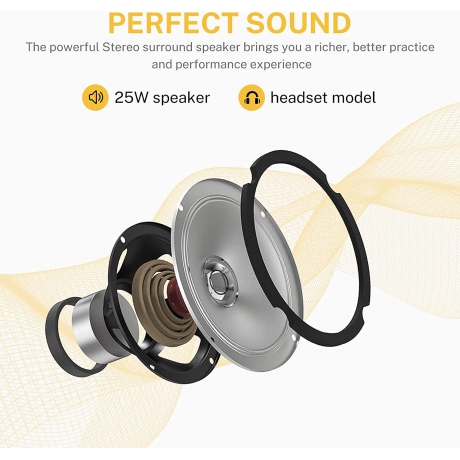 PERFECT SOUND
The powerful Stereo surround speaker brings you a richer, better practice
and performance experience
25W speaker
headset model